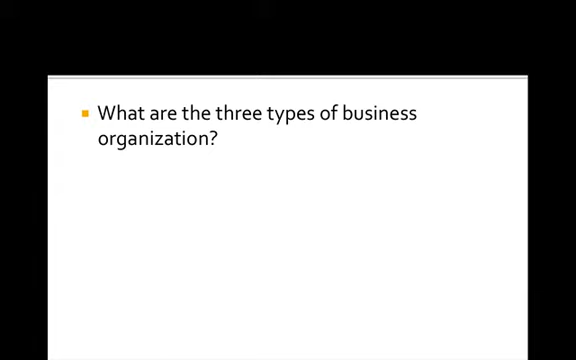 What are the three types of business
organization?